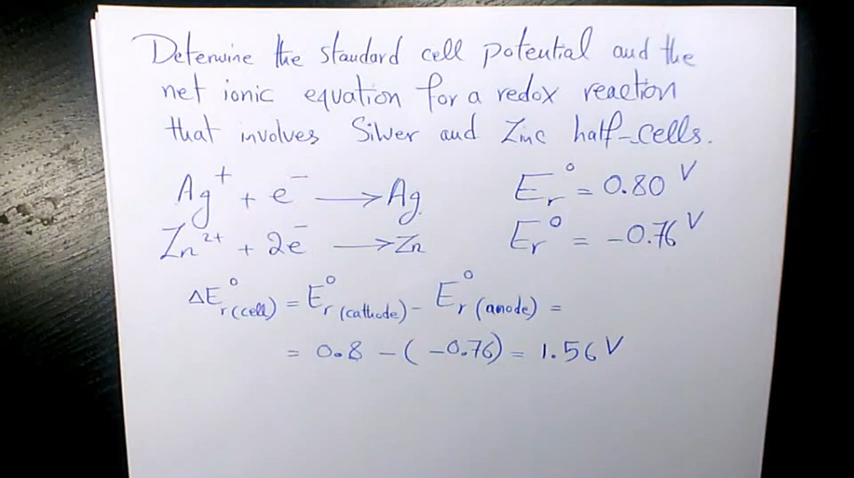 Determine the standard cell potential and the
net ionic equation for a redox reaction
that involves Silver and Zinc half-cells.
Ag⁺ + e⁻ → Ag Er° = 0.80 V
Zn²⁺ + 2e⁻ → Zn Er° = -0.76 V
ΔE°r(cell) = E°r(cathode) - E°r(anode) =
= 0.8 - (-0.76) = 1.56 V